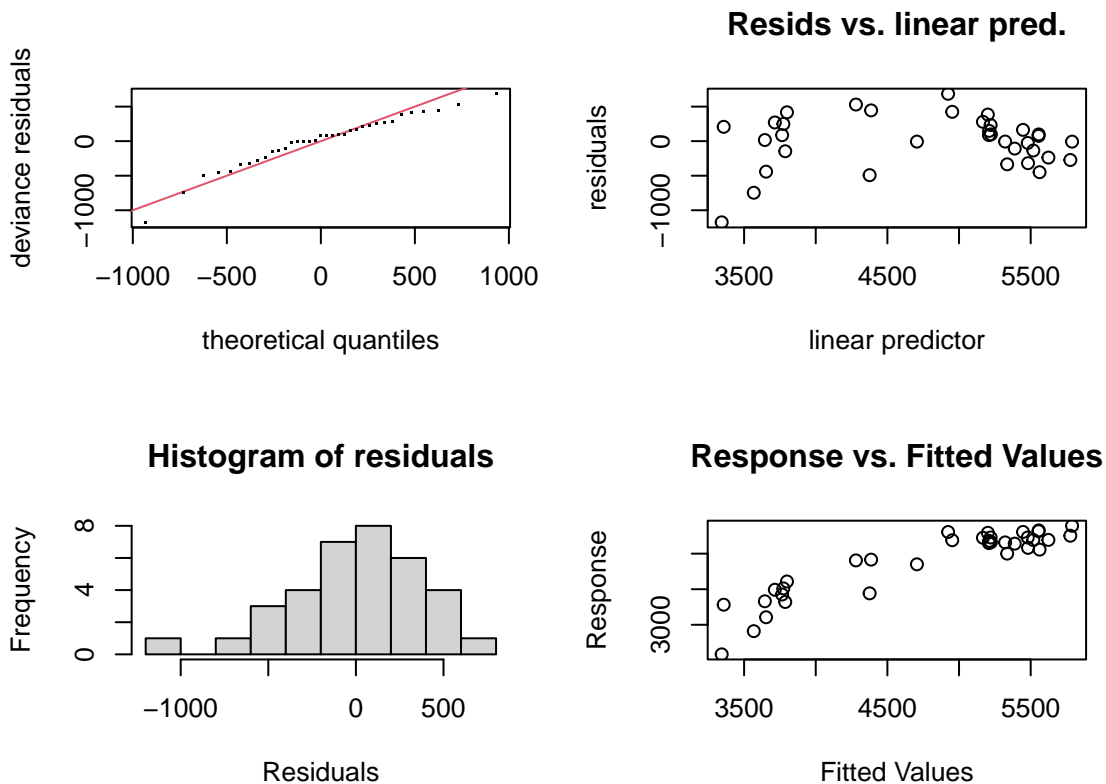 deviance residuals
−1000
0
−1000
−500
0
500
1000
theoretical quantiles
Resids vs. linear pred.
residuals
−1000
0
3500
4500
5500
linear predictor
Histogram of residuals
Frequency
0
4
8
−1000
0
500
Residuals
Response vs. Fitted Values
Response
3000
3500
4500
5500
Fitted Values